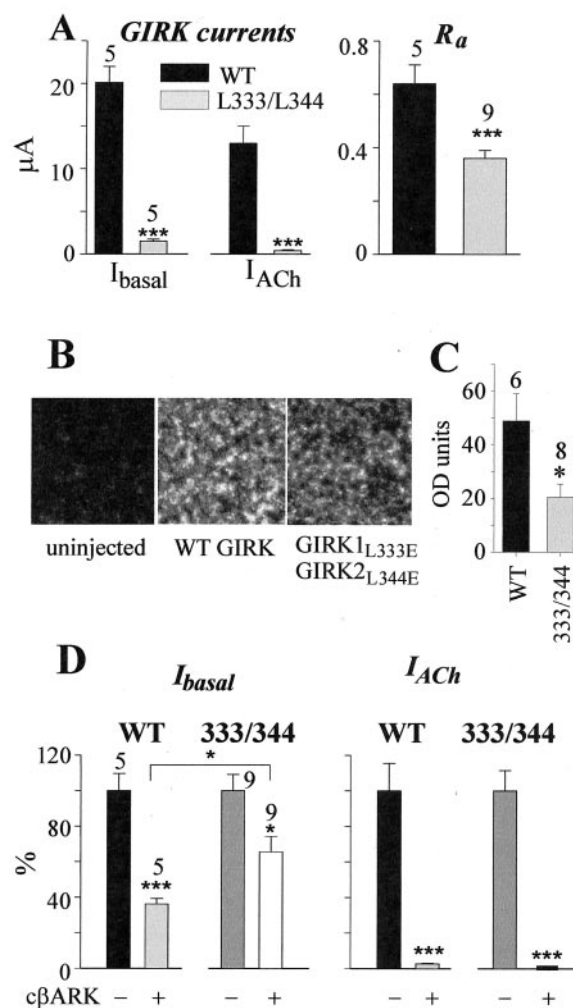 A
GIRK currents
Ra
WT
L333/L344
µA
20
10
0
5
5
***
***
Ibasal
IACh
0.8
0.4
0
5
9
***
B
C
uninjected
WT GIRK
GIRK1L333E
GIRK2L344E
OD units
60
40
20
0
6
8
*
WT
333/344
D
Ibasal
IACh
WT 333/344
WT 333/344
%
120
80
40
0
5
*
9
9
*
5
***
***
***
cβARK − + − + − + − +